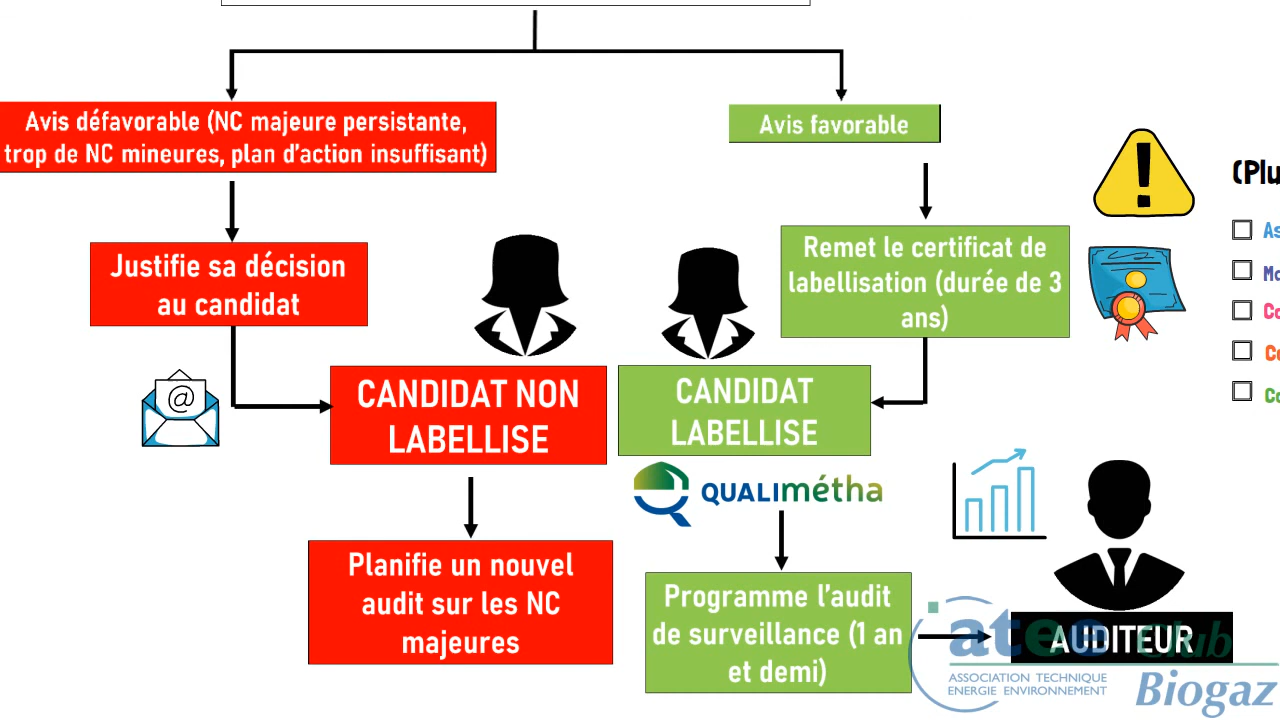 Avis défavorable (NC majeure persistante,
trop de NC mineures, plan d'action insuffisant)
Avis favorable
Justifie sa décision
au candidat
Remet le certificat de
labellisation (durée de 3
ans)
@
CANDIDAT NON
LABELLISE
CANDIDAT
LABELLISE
QUALIMétha
Planifie un nouvel
audit sur les NC
majeures
Programme l'audit
de surveillance (1 an
et demi)
AUDITEUR
atee Club
ASSOCIATION TECHNIQUE
ENERGIE ENVIRONNEMENT
Biogaz